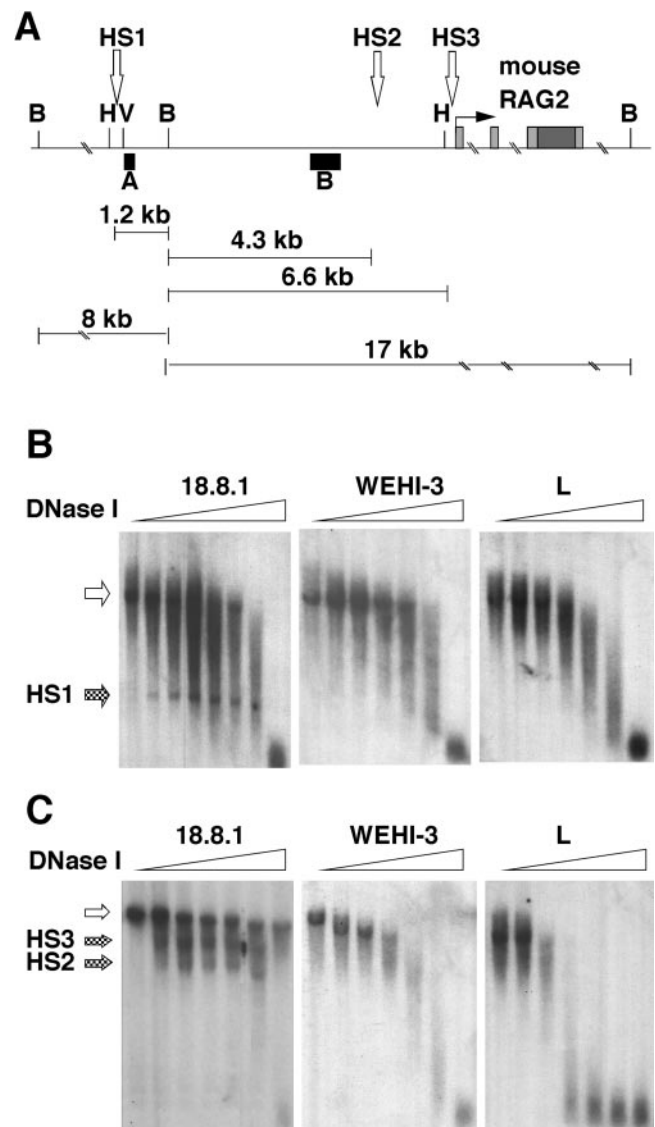 A
HS1 HS2 HS3
mouse
RAG2
B H V B H B
A B
1.2 kb
4.3 kb
6.6 kb
8 kb
17 kb
B
18.8.1 WEHI-3 L
DNase I
HS1
C
18.8.1 WEHI-3 L
DNase I
HS3
HS2